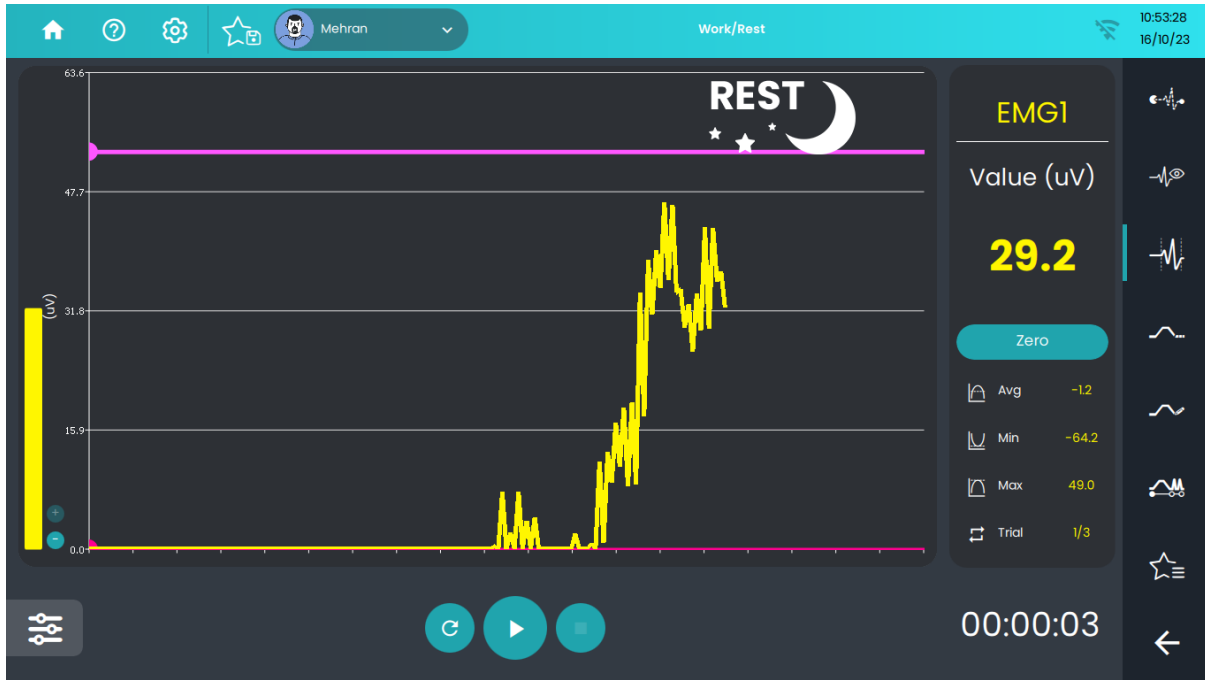 Mehran
Work/Rest
10:53:28
16/10/23
63.6
47.7
31.8
15.9
0.0
(uV)
REST
EMG1
Value (uV)
29.2
Zero
Avg -1.2
Min -64.2
Max 49.0
Trial 1/3
00:00:03